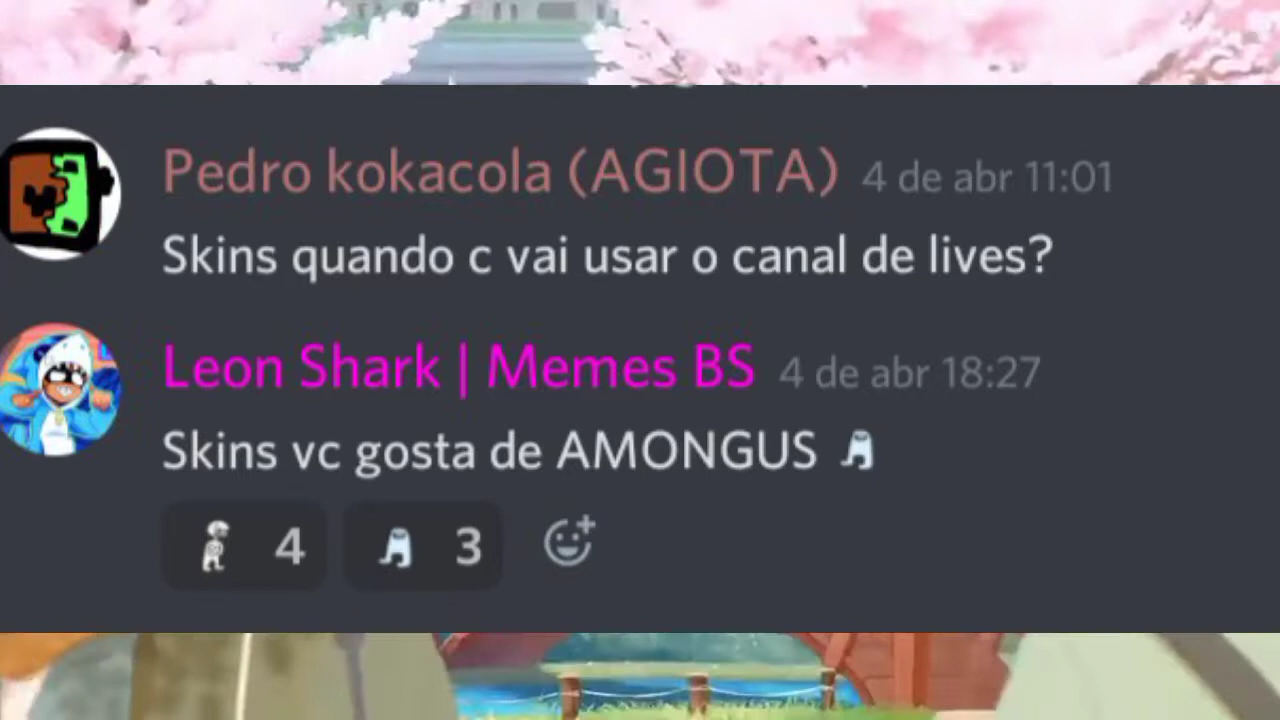 Pedro kokacola (AGIOTA) 4 de abr 11:01
Skins quando c vai usar o canal de lives?
Leon Shark | Memes BS 4 de abr 18:27
Skins vc gosta de AMONGUS
4 3